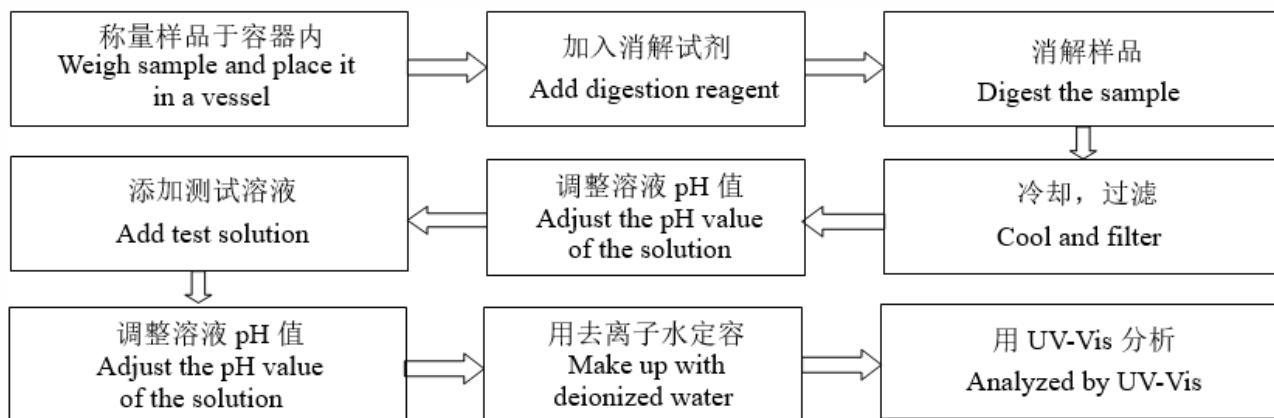 称量样品于容器内
Weigh sample and place it
in a vessel
加入消解试剂
Add digestion reagent
消解样品
Digest the sample
冷却，过滤
Cool and filter
调整溶液 pH 值
Adjust the pH value
of the solution
添加测试溶液
Add test solution
调整溶液 pH 值
Adjust the pH value
of the solution
用去离子水定容
Make up with
deionized water
用 UV-Vis 分析
Analyzed by UV-Vis